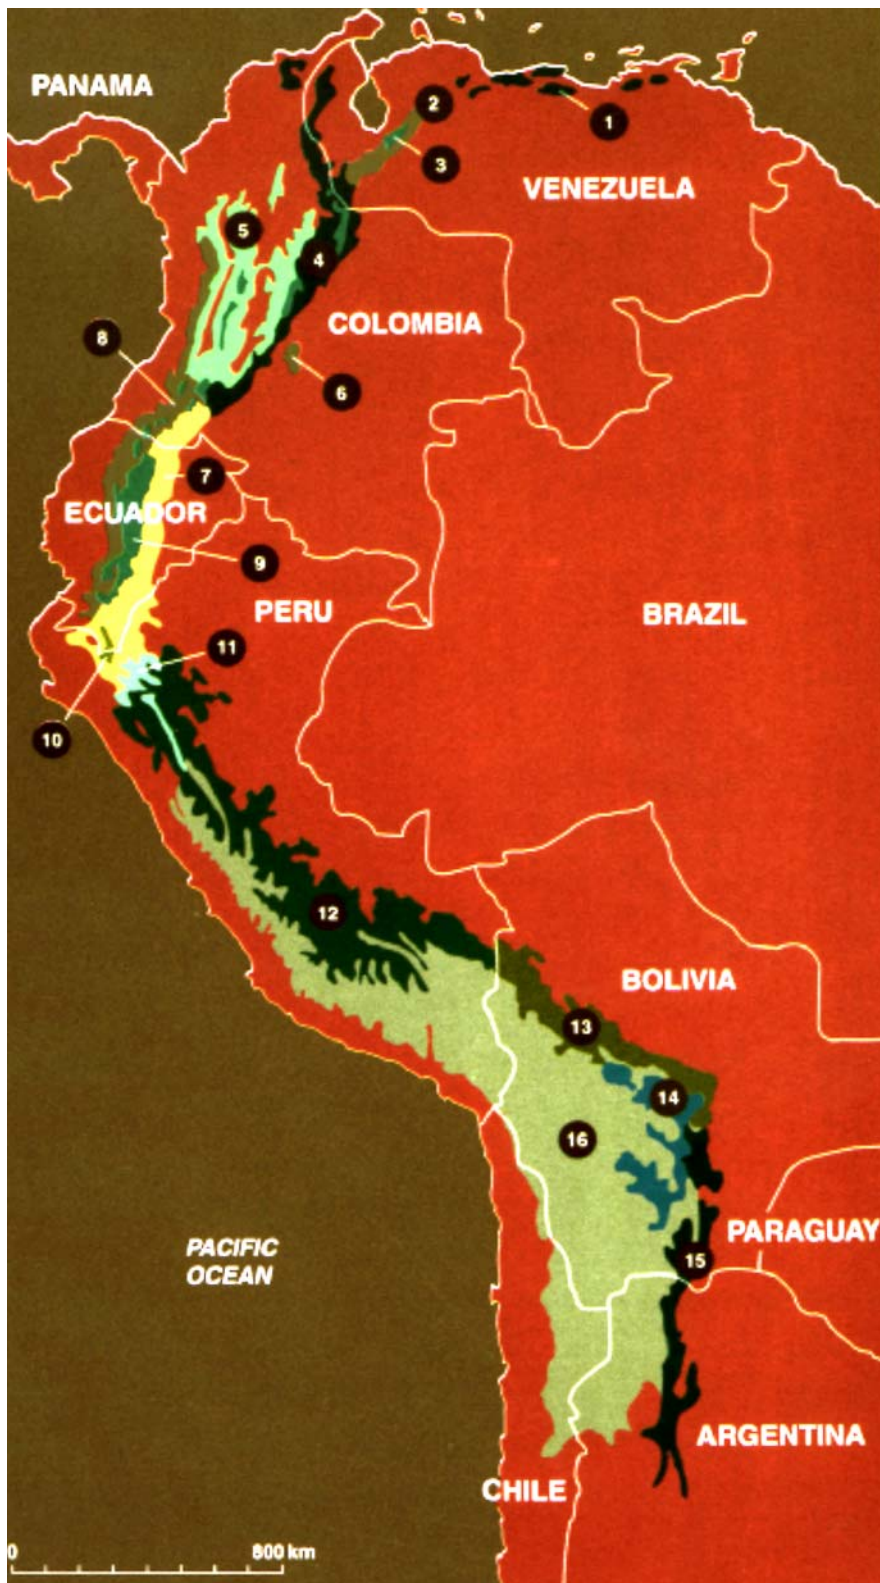 PANAMA
2
1
3
VENEZUELA
5
4
COLOMBIA
8
6
7
ECUADOR
9
PERU
BRAZIL
11
10
12
BOLIVIA
13
14
16
PARAGUAY
PACIFIC
OCEAN
15
ARGENTINA
CHILE
0 800 km